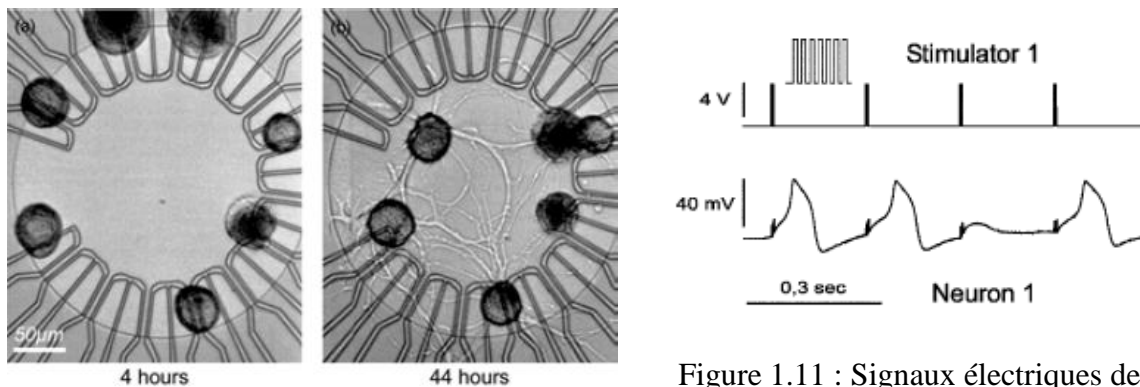 (a)
(b)
50µm
4 hours
44 hours
Stimulator 1
4 V
40 mV
0,3 sec
Neuron 1
Figure 1.11 : Signaux électriques de